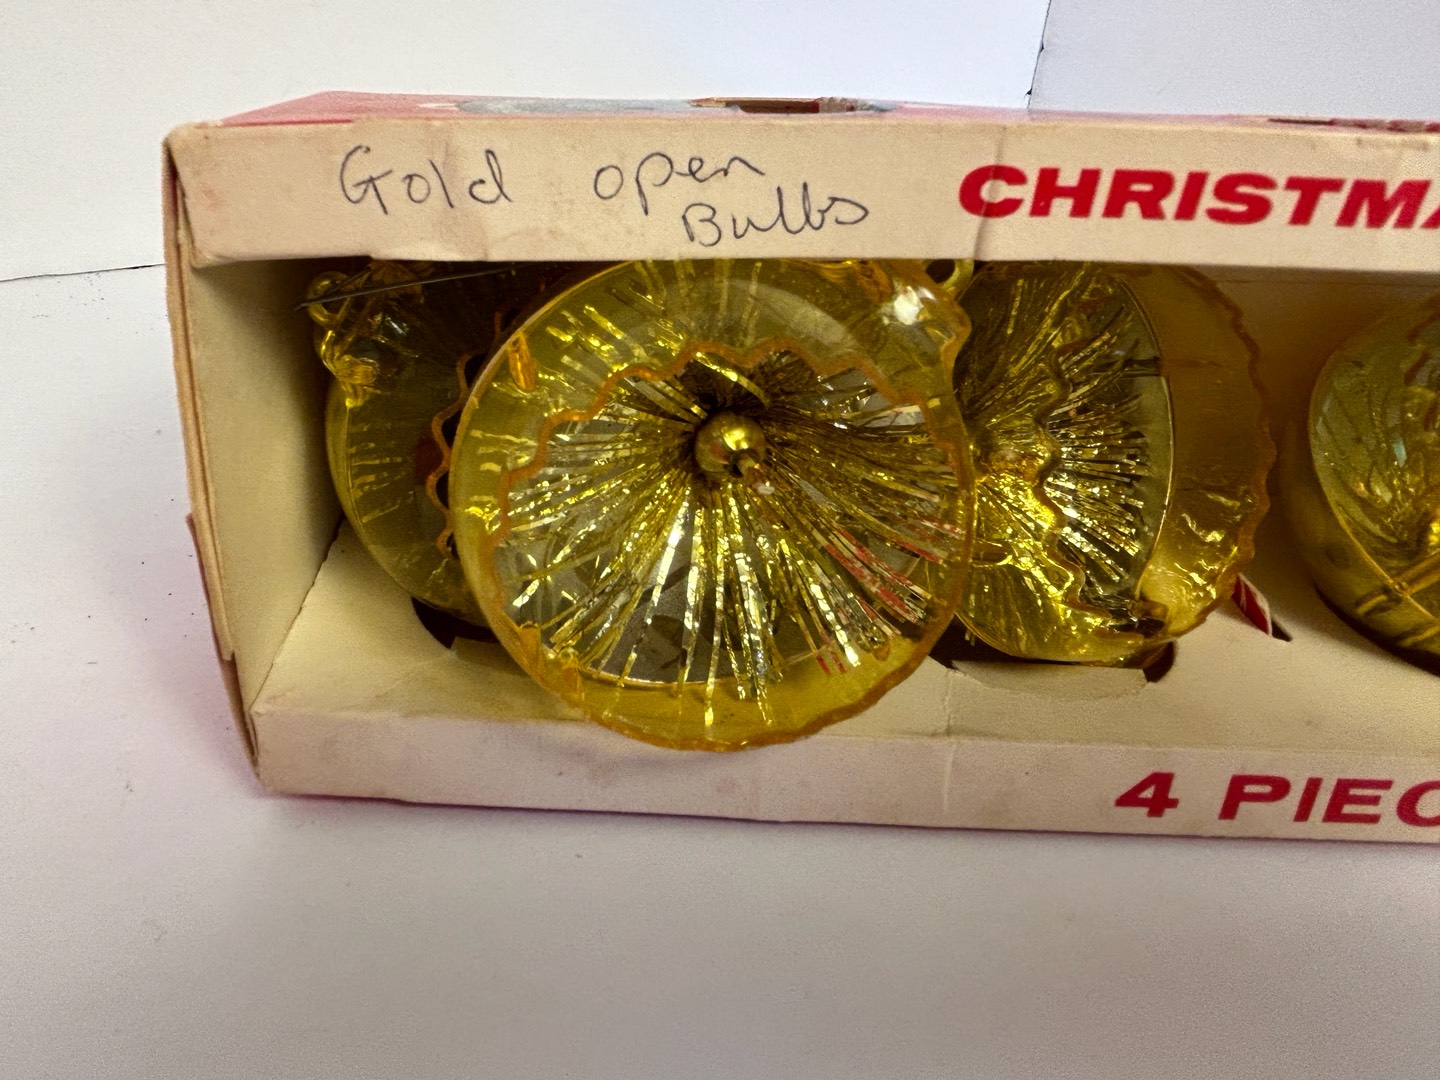 Gold open
Bulbs
CHRISTMA
4 PIEC